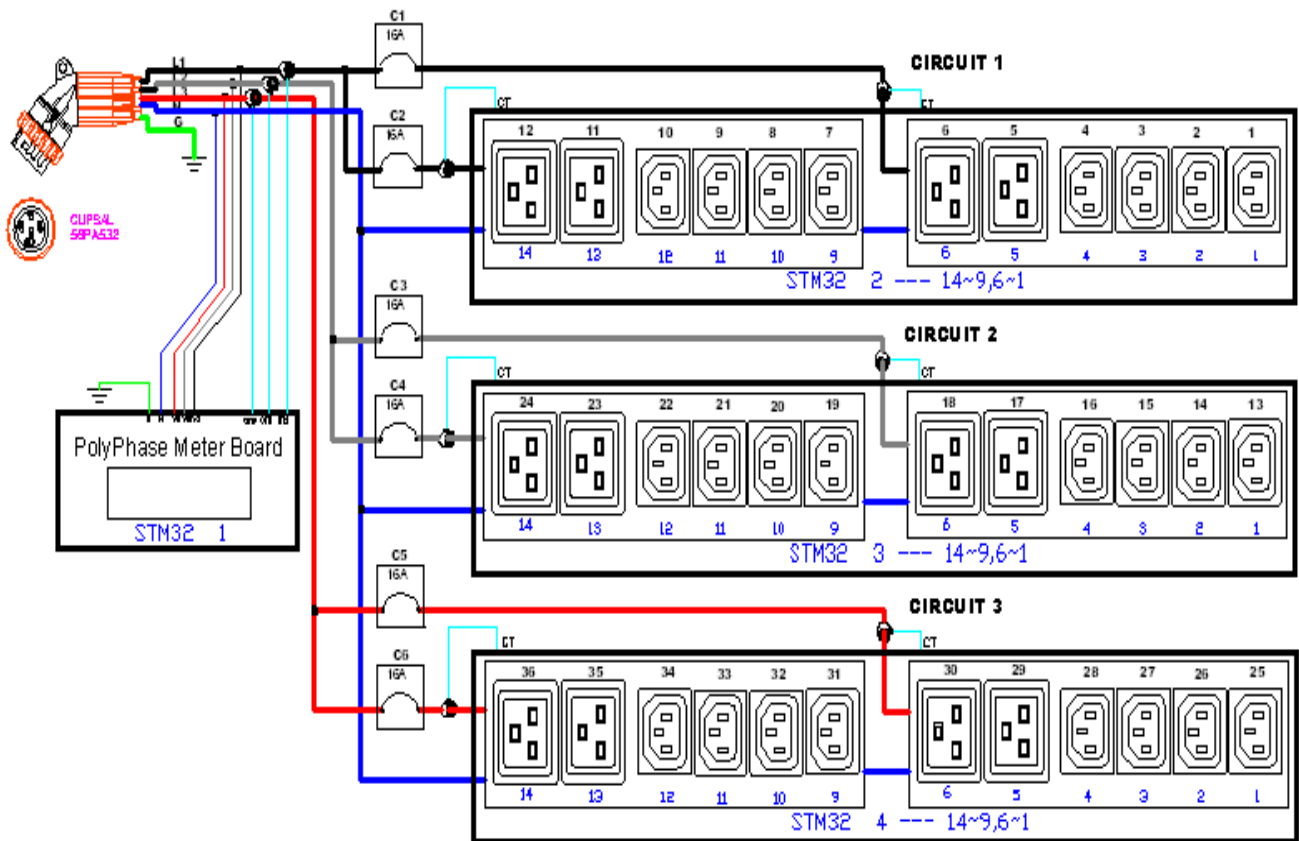 C1
16A
CIRCUIT 1
L1
G
C2
16A
CT
CT
12 11 10 9 8 7 6 5 4 3 2 1
14 13 12 11 10 9 6 5 4 3 2 1
STM32 2 --- 14~9,6~1
CLIPSAL
56PA532
C3
16A
CIRCUIT 2
C4
16A
CT
CT
24 23 22 21 20 19 18 17 16 15 14 13
14 13 12 11 10 9 6 5 4 3 2 1
STM32 3 --- 14~9,6~1
PolyPhase Meter Board
STM32 1
C5
16A
CIRCUIT 3
C6
16A
CT
CT
36 35 34 33 32 31 30 29 28 27 26 25
14 13 12 11 10 9 6 5 4 3 2 1
STM32 4 --- 14~9,6~1